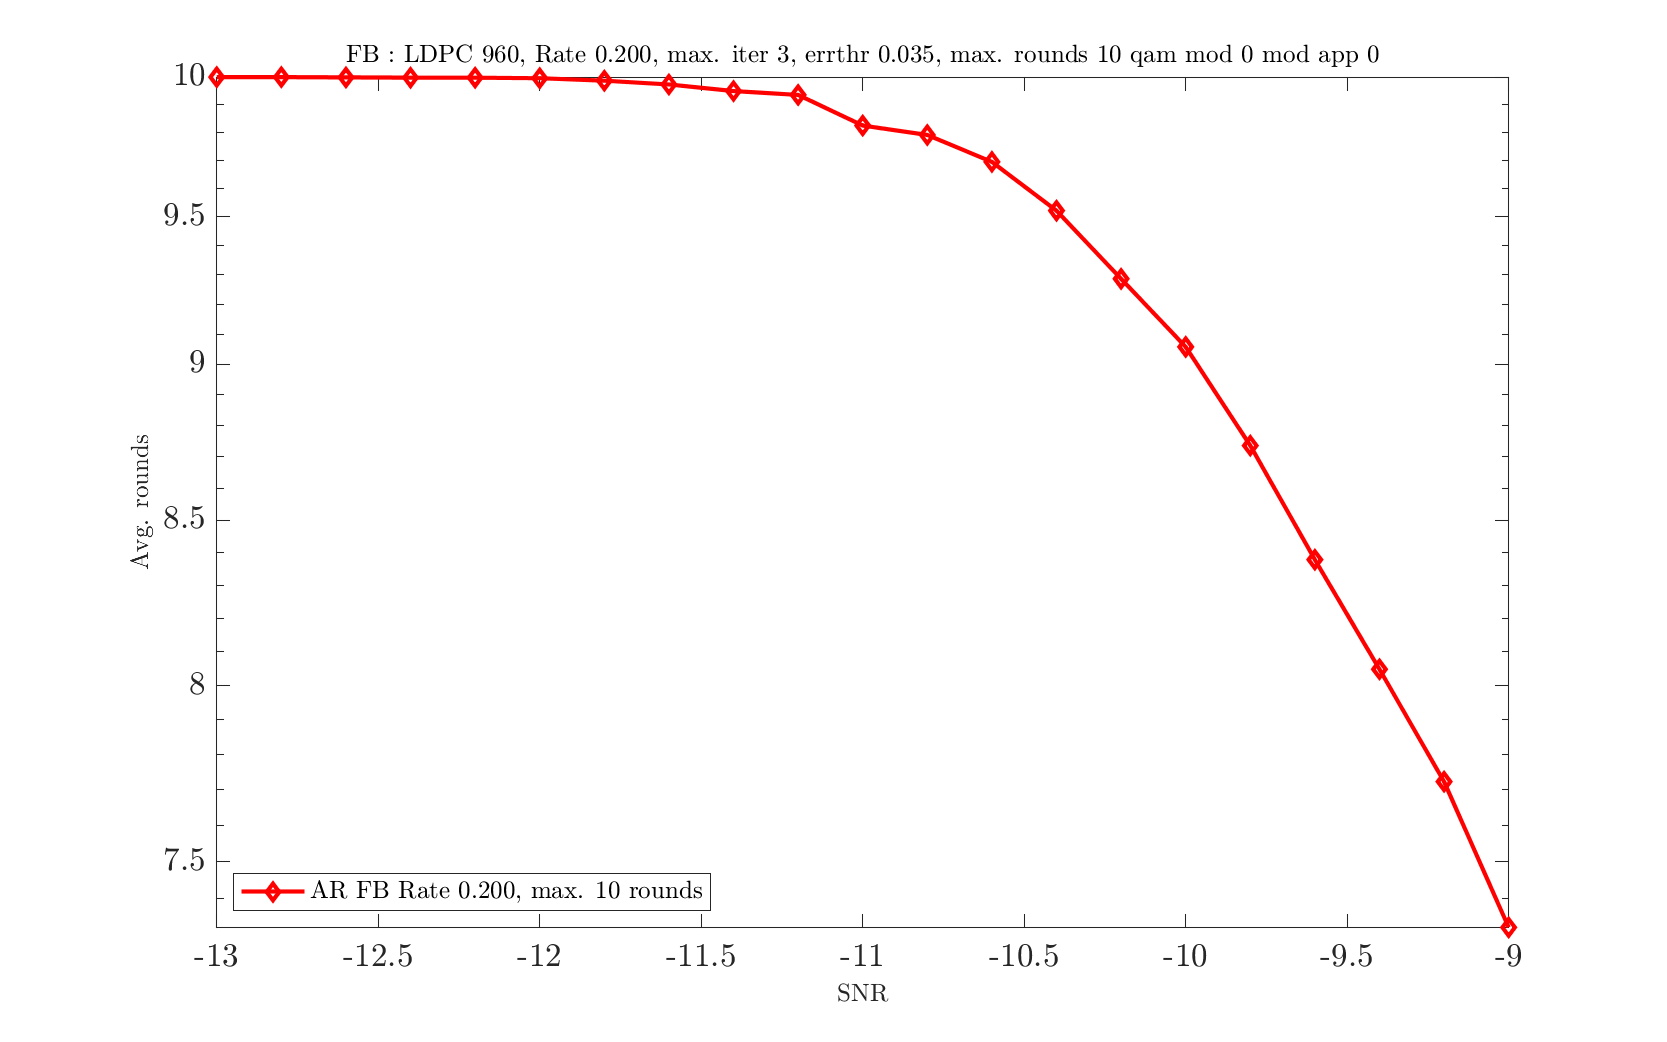 FB : LDPC 960, Rate 0.200, max. iter 3, errthr 0.035, max. rounds 10 qam mod 0 mod app 0
10
9.5
9
8.5
8
7.5
Avg. rounds
AR FB Rate 0.200, max. 10 rounds
-13 -12.5 -12 -11.5 -11 -10.5 -10 -9.5 -9
SNR